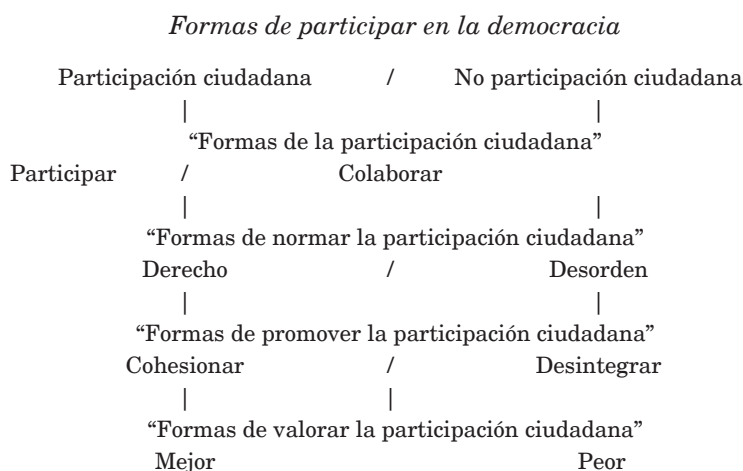 Formas de participar en la democracia
Participación ciudadana / No participación ciudadana
| |
“Formas de la participación ciudadana”
Participar / Colaborar
| |
“Formas de normar la participación ciudadana”
Derecho / Desorden
| |
“Formas de promover la participación ciudadana”
Cohesionar / Desintegrar
| |
“Formas de valorar la participación ciudadana”
Mejor Peor